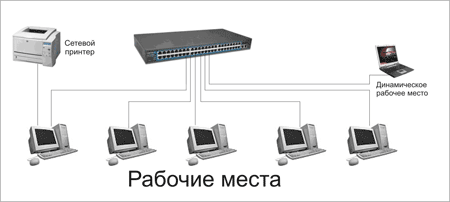 Сетевой
принтер
Динамическое
рабочее место
Рабочие места